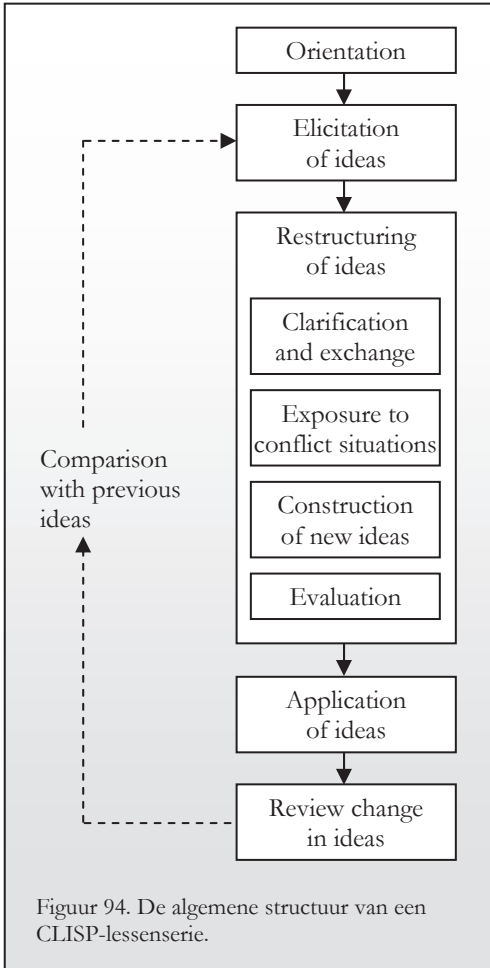 Orientation
Elicitation
of ideas
Restructuring
of ideas
Clarification
and exchange
Exposure to
conflict situations
Construction
of new ideas
Evaluation
Application
of ideas
Review change
in ideas
Comparison
with previous
ideas
Figuur 94. De algemene structuur van een
CLISP-lessenserie.